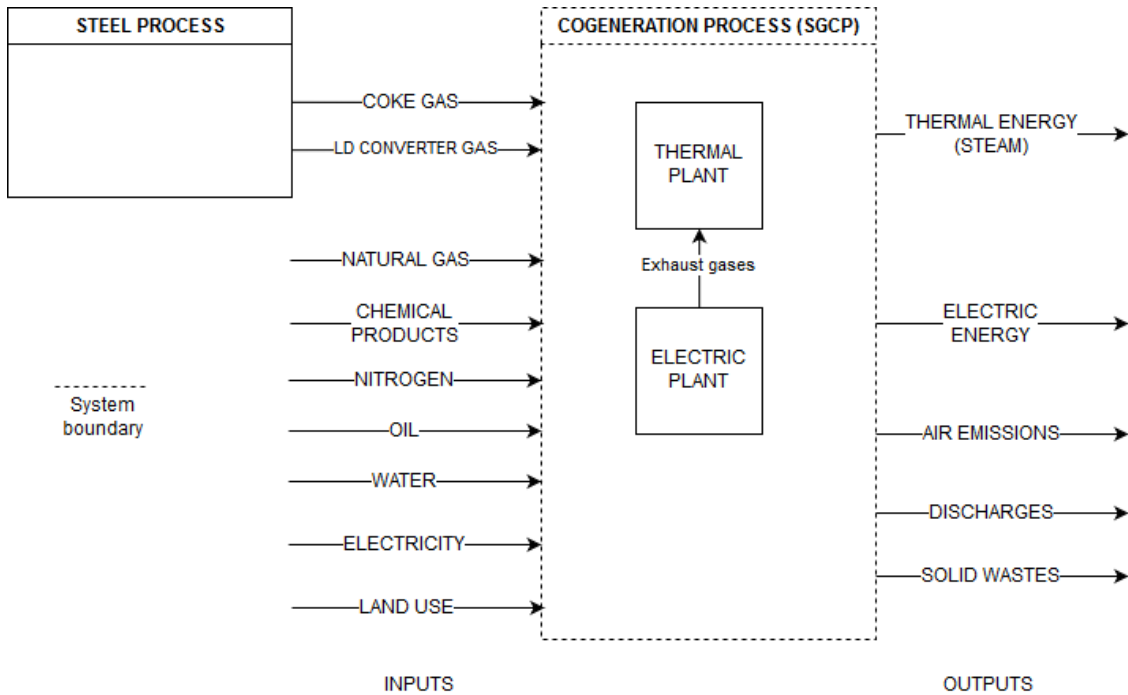 STEEL PROCESS
COGENERATION PROCESS (SGCP)
COKE GAS
LD CONVERTER GAS
NATURAL GAS
CHEMICAL
PRODUCTS
NITROGEN
OIL
WATER
ELECTRICITY
LAND USE
System
boundary
THERMAL
PLANT
Exhaust gases
ELECTRIC
PLANT
THERMAL ENERGY
(STEAM)
ELECTRIC
ENERGY
AIR EMISSIONS
DISCHARGES
SOLID WASTES
INPUTS
OUTPUTS